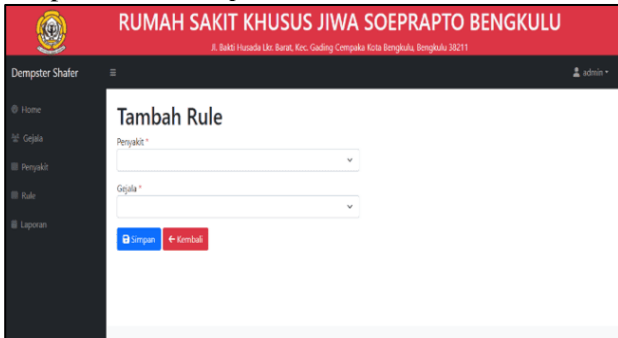 RUMAH SAKIT KHUSUS JIWA SOEPRAPTO BENGKULU
Jl. Bakti Husada Lkr. Barat, Kec. Gading Cempaka Kota Bengkulu, Bengkulu 38211
Dempster Shafer
admin
Home
Gejala
Penyakit
Rule
Laporan
Tambah Rule
Penyakit *
Gejala *
Simpan
Kembali